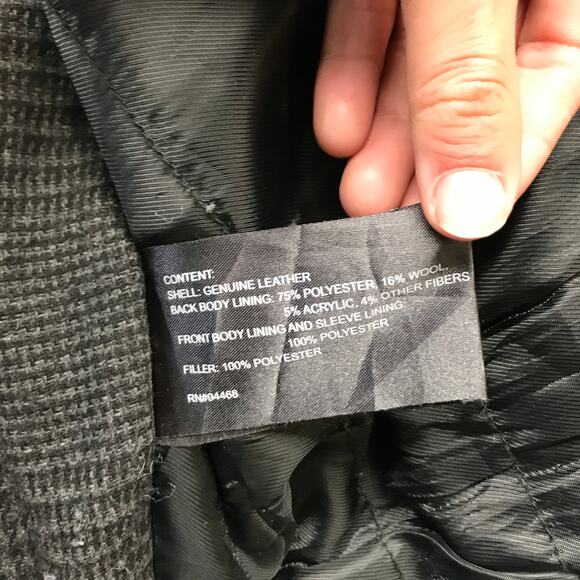 CONTENT:
SHELL: GENUINE LEATHER
BACK BODY LINING: 75% POLYESTER, 16% WOOL,
5% ACRYLIC, 4% OTHER FIBERS
FRONT BODY LINING AND SLEEVE LINING:
100% POLYESTER
FILLER: 100% POLYESTER
RN#94468